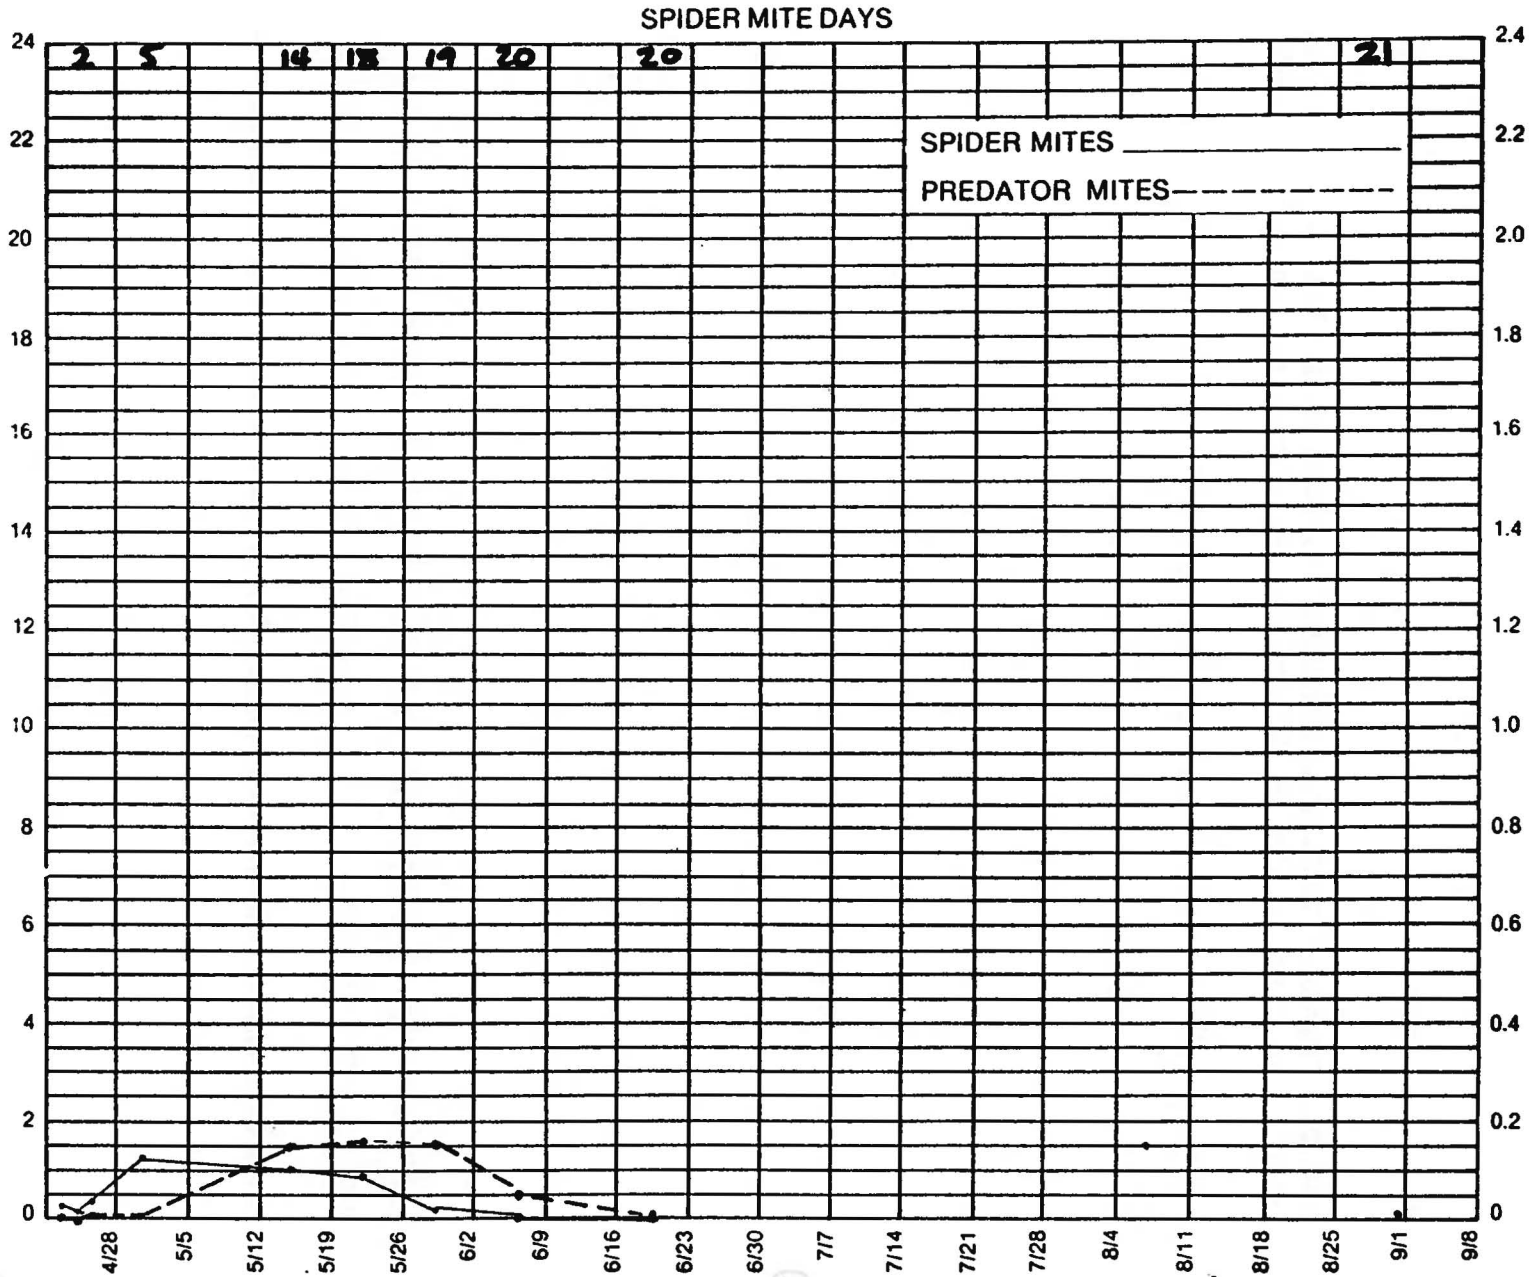 SPIDER MITE DAYS
2 5 14 18 19 20 20 21
SPIDER MITES
PREDATOR MITES
24 2.4
22 2.2
20 2.0
18 1.8
16 1.6
14 1.4
12 1.2
10 1.0
8 0.8
6 0.6
4 0.4
2 0.2
0 0
4/28 5/5 5/12 5/19 5/26 6/2 6/9 6/16 6/23 6/30 7/7 7/14 7/21 7/28 8/4 8/11 8/18 8/25 9/1 9/8